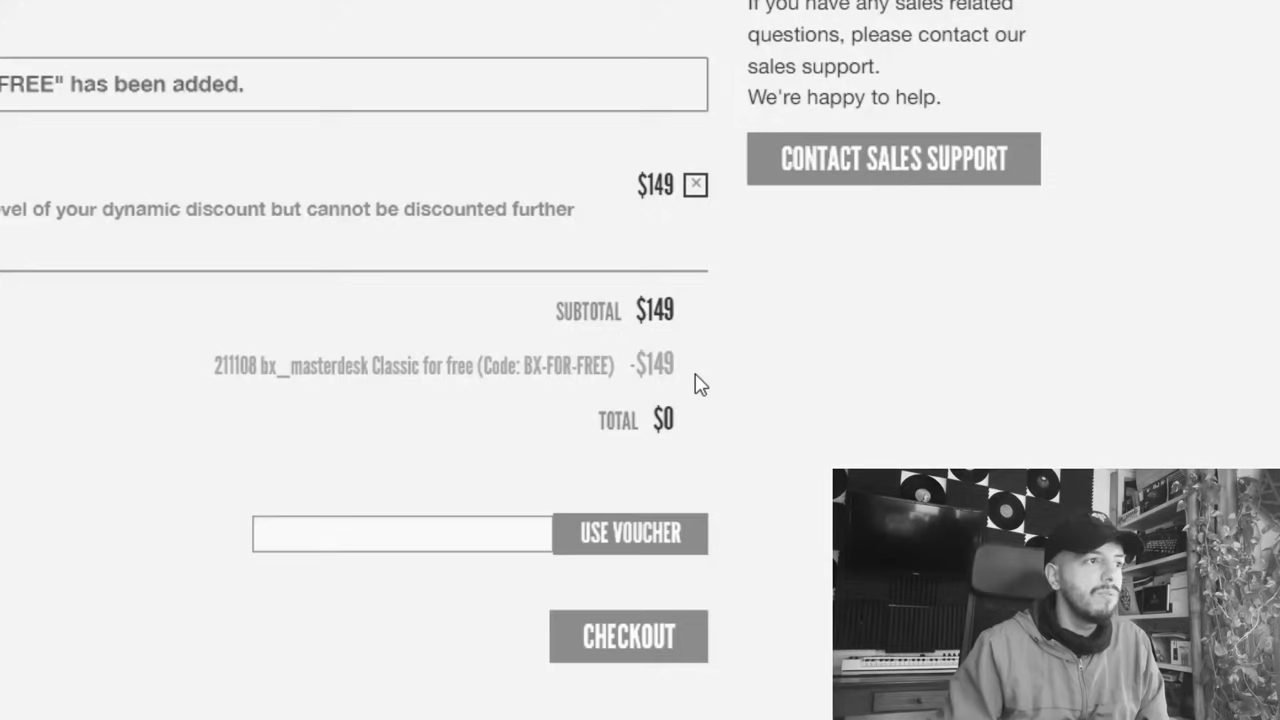 If you have any sales related
questions, please contact our
sales support.
We're happy to help.
CONTACT SALES SUPPORT
FREE" has been added.
$149
vel of your dynamic discount but cannot be discounted further
SUBTOTAL $149
211108 bx_masterdesk Classic for free (Code: BX-FOR-FREE) -$149
TOTAL $0
USE VOUCHER
CHECKOUT